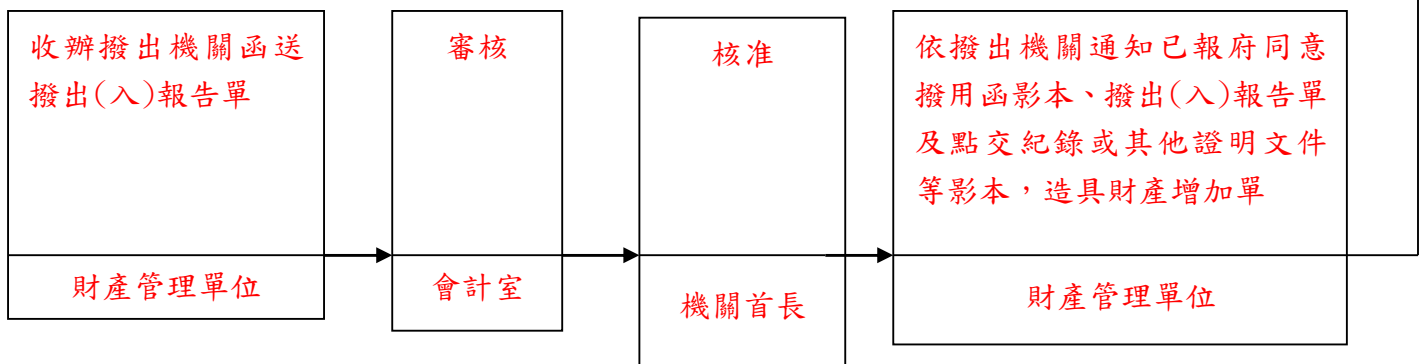 收辦撥出機關函送
撥出(入)報告單
財產管理單位
審核
會計室
核准
機關首長
依撥出機關通知已報府同意
撥用函影本、撥出(入)報告單
及點交紀錄或其他證明文件
等影本，造具財產增加單
財產管理單位